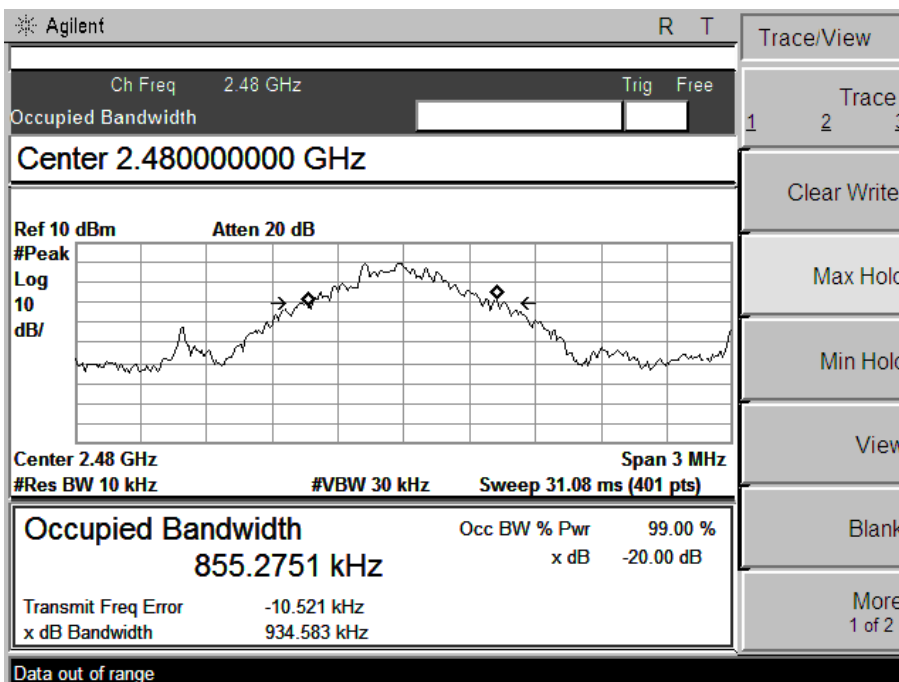 Agilent R T
Trace/View
Ch Freq 2.48 GHz Trig Free
Occupied Bandwidth
Trace
1 2
Center 2.480000000 GHz
Clear Write
Ref 10 dBm Atten 20 dB
#Peak
Log
10
dB/
Max Hold
Min Hold
View
Center 2.48 GHz Span 3 MHz
#Res BW 10 kHz #VBW 30 kHz Sweep 31.08 ms (401 pts)
Occupied Bandwidth
855.2751 kHz
Occ BW % Pwr 99.00 %
x dB -20.00 dB
Blank
Transmit Freq Error -10.521 kHz
x dB Bandwidth 934.583 kHz
More
1 of 2
Data out of range